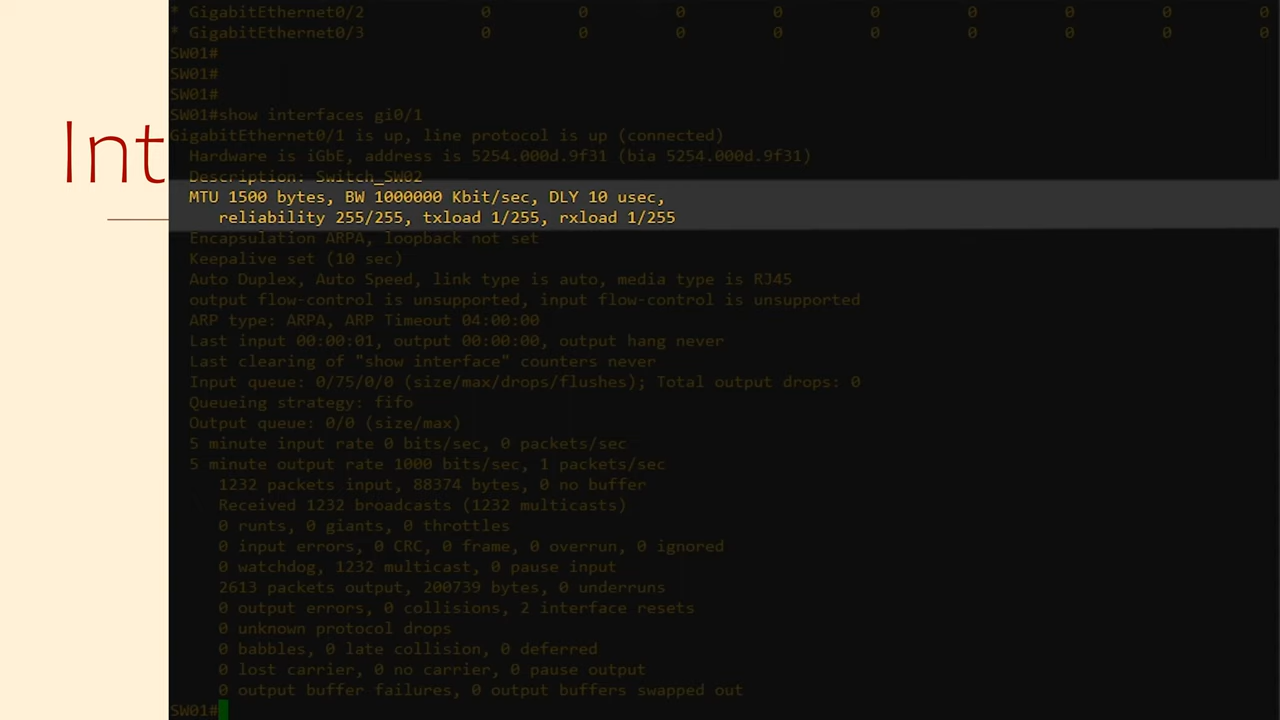 * GigabitEthernet0/2 0 0 0 0 0 0 0 0 0
* GigabitEthernet0/3 0 0 0 0 0 0 0 0 0
SW01#
SW01#
SW01#
SW01#show interfaces gi0/1
Int
GigabitEthernet0/1 is up, line protocol is up (connected)
Hardware is iGbE, address is 5254.000d.9f31 (bia 5254.000d.9f31)
Description: Switch_SW02
MTU 1500 bytes, BW 1000000 Kbit/sec, DLY 10 usec,
reliability 255/255, txload 1/255, rxload 1/255
Encapsulation ARPA, loopback not set
Keepalive set (10 sec)
Auto Duplex, Auto Speed, link type is auto, media type is RJ45
output flow-control is unsupported, input flow-control is unsupported
ARP type: ARPA, ARP Timeout 04:00:00
Last input 00:00:01, output 00:00:00, output hang never
Last clearing of "show interface" counters never
Input queue: 0/75/0/0 (size/max/drops/flushes); Total output drops: 0
Queueing strategy: fifo
Output queue: 0/0 (size/max)
5 minute input rate 0 bits/sec, 0 packets/sec
5 minute output rate 1000 bits/sec, 1 packets/sec
1232 packets input, 88374 bytes, 0 no buffer
Received 1232 broadcasts (1232 multicasts)
0 runts, 0 giants, 0 throttles
0 input errors, 0 CRC, 0 frame, 0 overrun, 0 ignored
0 watchdog, 1232 multicast, 0 pause input
2613 packets output, 200739 bytes, 0 underruns
0 output errors, 0 collisions, 2 interface resets
0 unknown protocol drops
0 babbles, 0 late collision, 0 deferred
0 lost carrier, 0 no carrier, 0 pause output
0 output buffer failures, 0 output buffers swapped out
SW01#